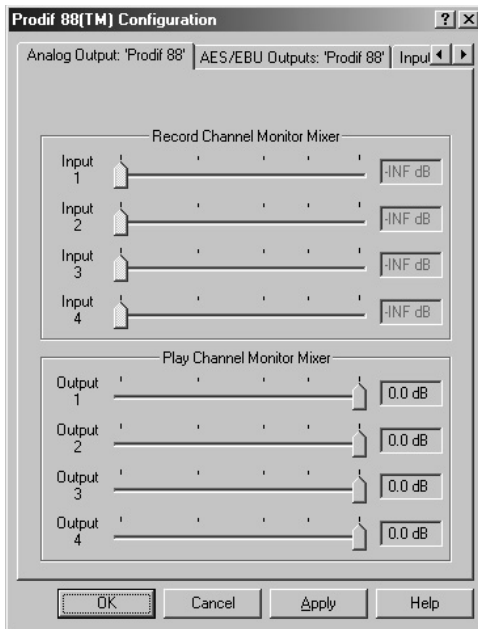 Prodif 88(TM) Configuration
Analog Output: 'Prodif 88' AES/EBU Outputs: 'Prodif 88' Input
Record Channel Monitor Mixer
Input 1
-INF dB
Input 2
-INF dB
Input 3
-INF dB
Input 4
-INF dB
Play Channel Monitor Mixer
Output 1
0.0 dB
Output 2
0.0 dB
Output 3
0.0 dB
Output 4
0.0 dB
OK Cancel Apply Help